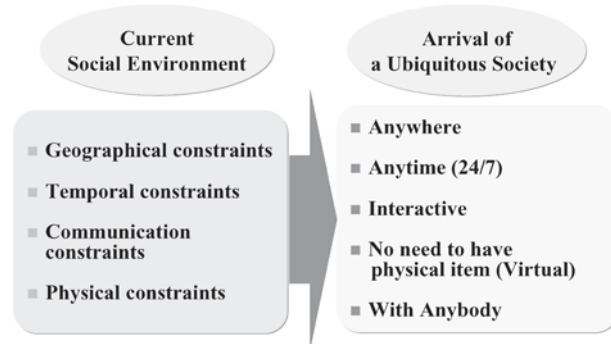 Current
Social Environment
Geographical constraints
Temporal constraints
Communication
constraints
Physical constraints
Arrival of
a Ubiquitous Society
Anywhere
Anytime (24/7)
Interactive
No need to have
physical item (Virtual)
With Anybody